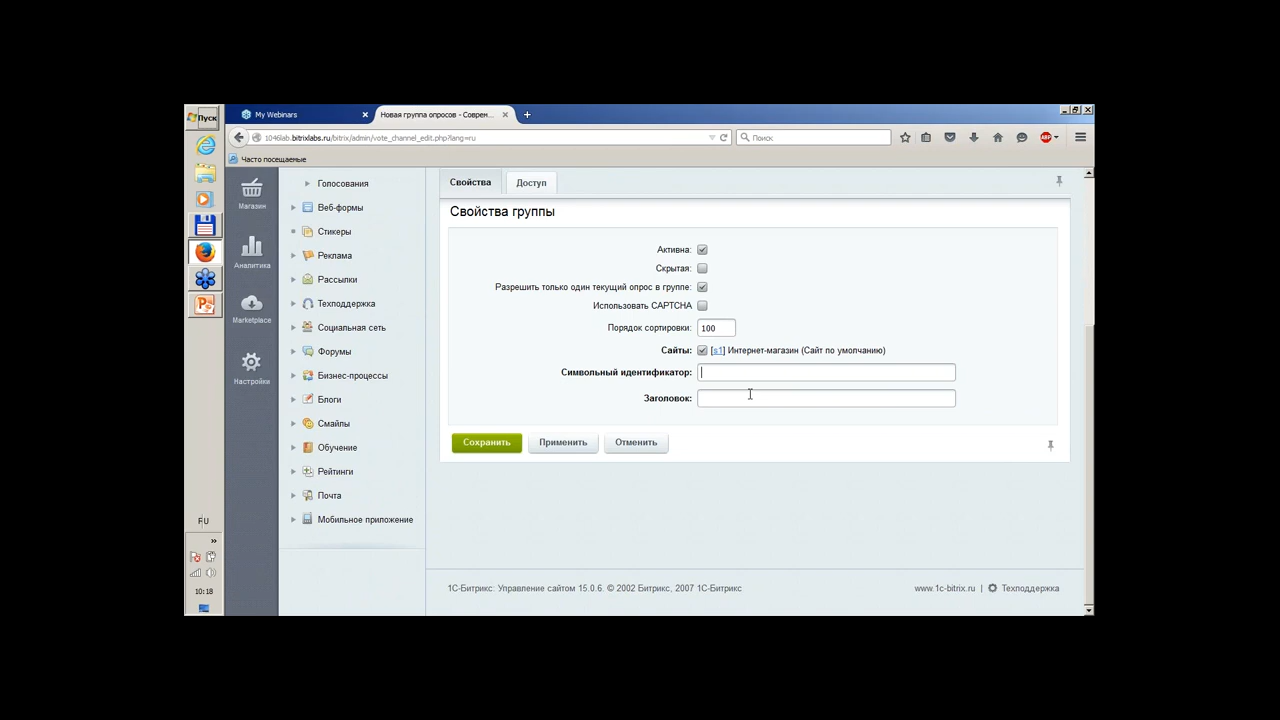 Пуск
My Webinars
Новая группа опросов - Соврен...
1046lab.bitrixlabs.ru/bitrix/admin/vote_channel_edit.php?lang=ru
Поиск
ABP
Часто посещаемые
Магазин
Аналитика
Marketplace
Настройки
Голосования
Веб-формы
Стикеры
Реклама
Рассылки
Техподдержка
Социальная сеть
Форумы
Бизнес-процессы
Блоги
Смайлы
Обучение
Рейтинги
Почта
Мобильное приложение
Свойства
Доступ
Свойства группы
Активна:
Скрытая:
Разрешить только один текущий опрос в группе:
Использовать CAPTCHA
Порядок сортировки: 100
Сайты: [s1] Интернет-магазин (Сайт по умолчанию)
Символьный идентификатор:
Заголовок:
Сохранить Применить Отменить
1С-Битрикс: Управление сайтом 15.0.6. © 2002 Битрикс, 2007 1С-Битрикс
www.1c-bitrix.ru | Техподдержка
RU
10:18